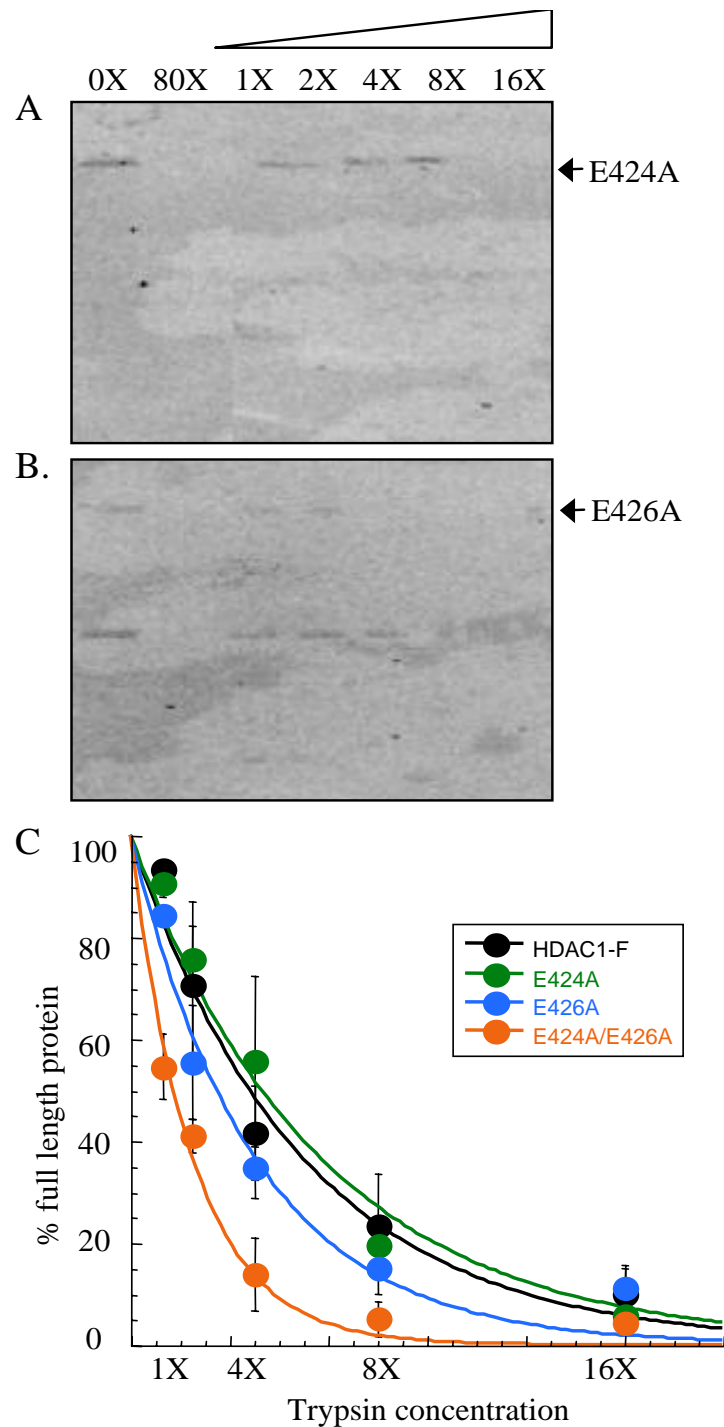 0X 80X 1X 2X 4X 8X 16X
A
E424A
B.
E426A
C
100
80
60
40
20
0
% full length protein
HDAC1-F
E424A
E426A
E424A/E426A
1X 4X 8X 16X
Trypsin concentration